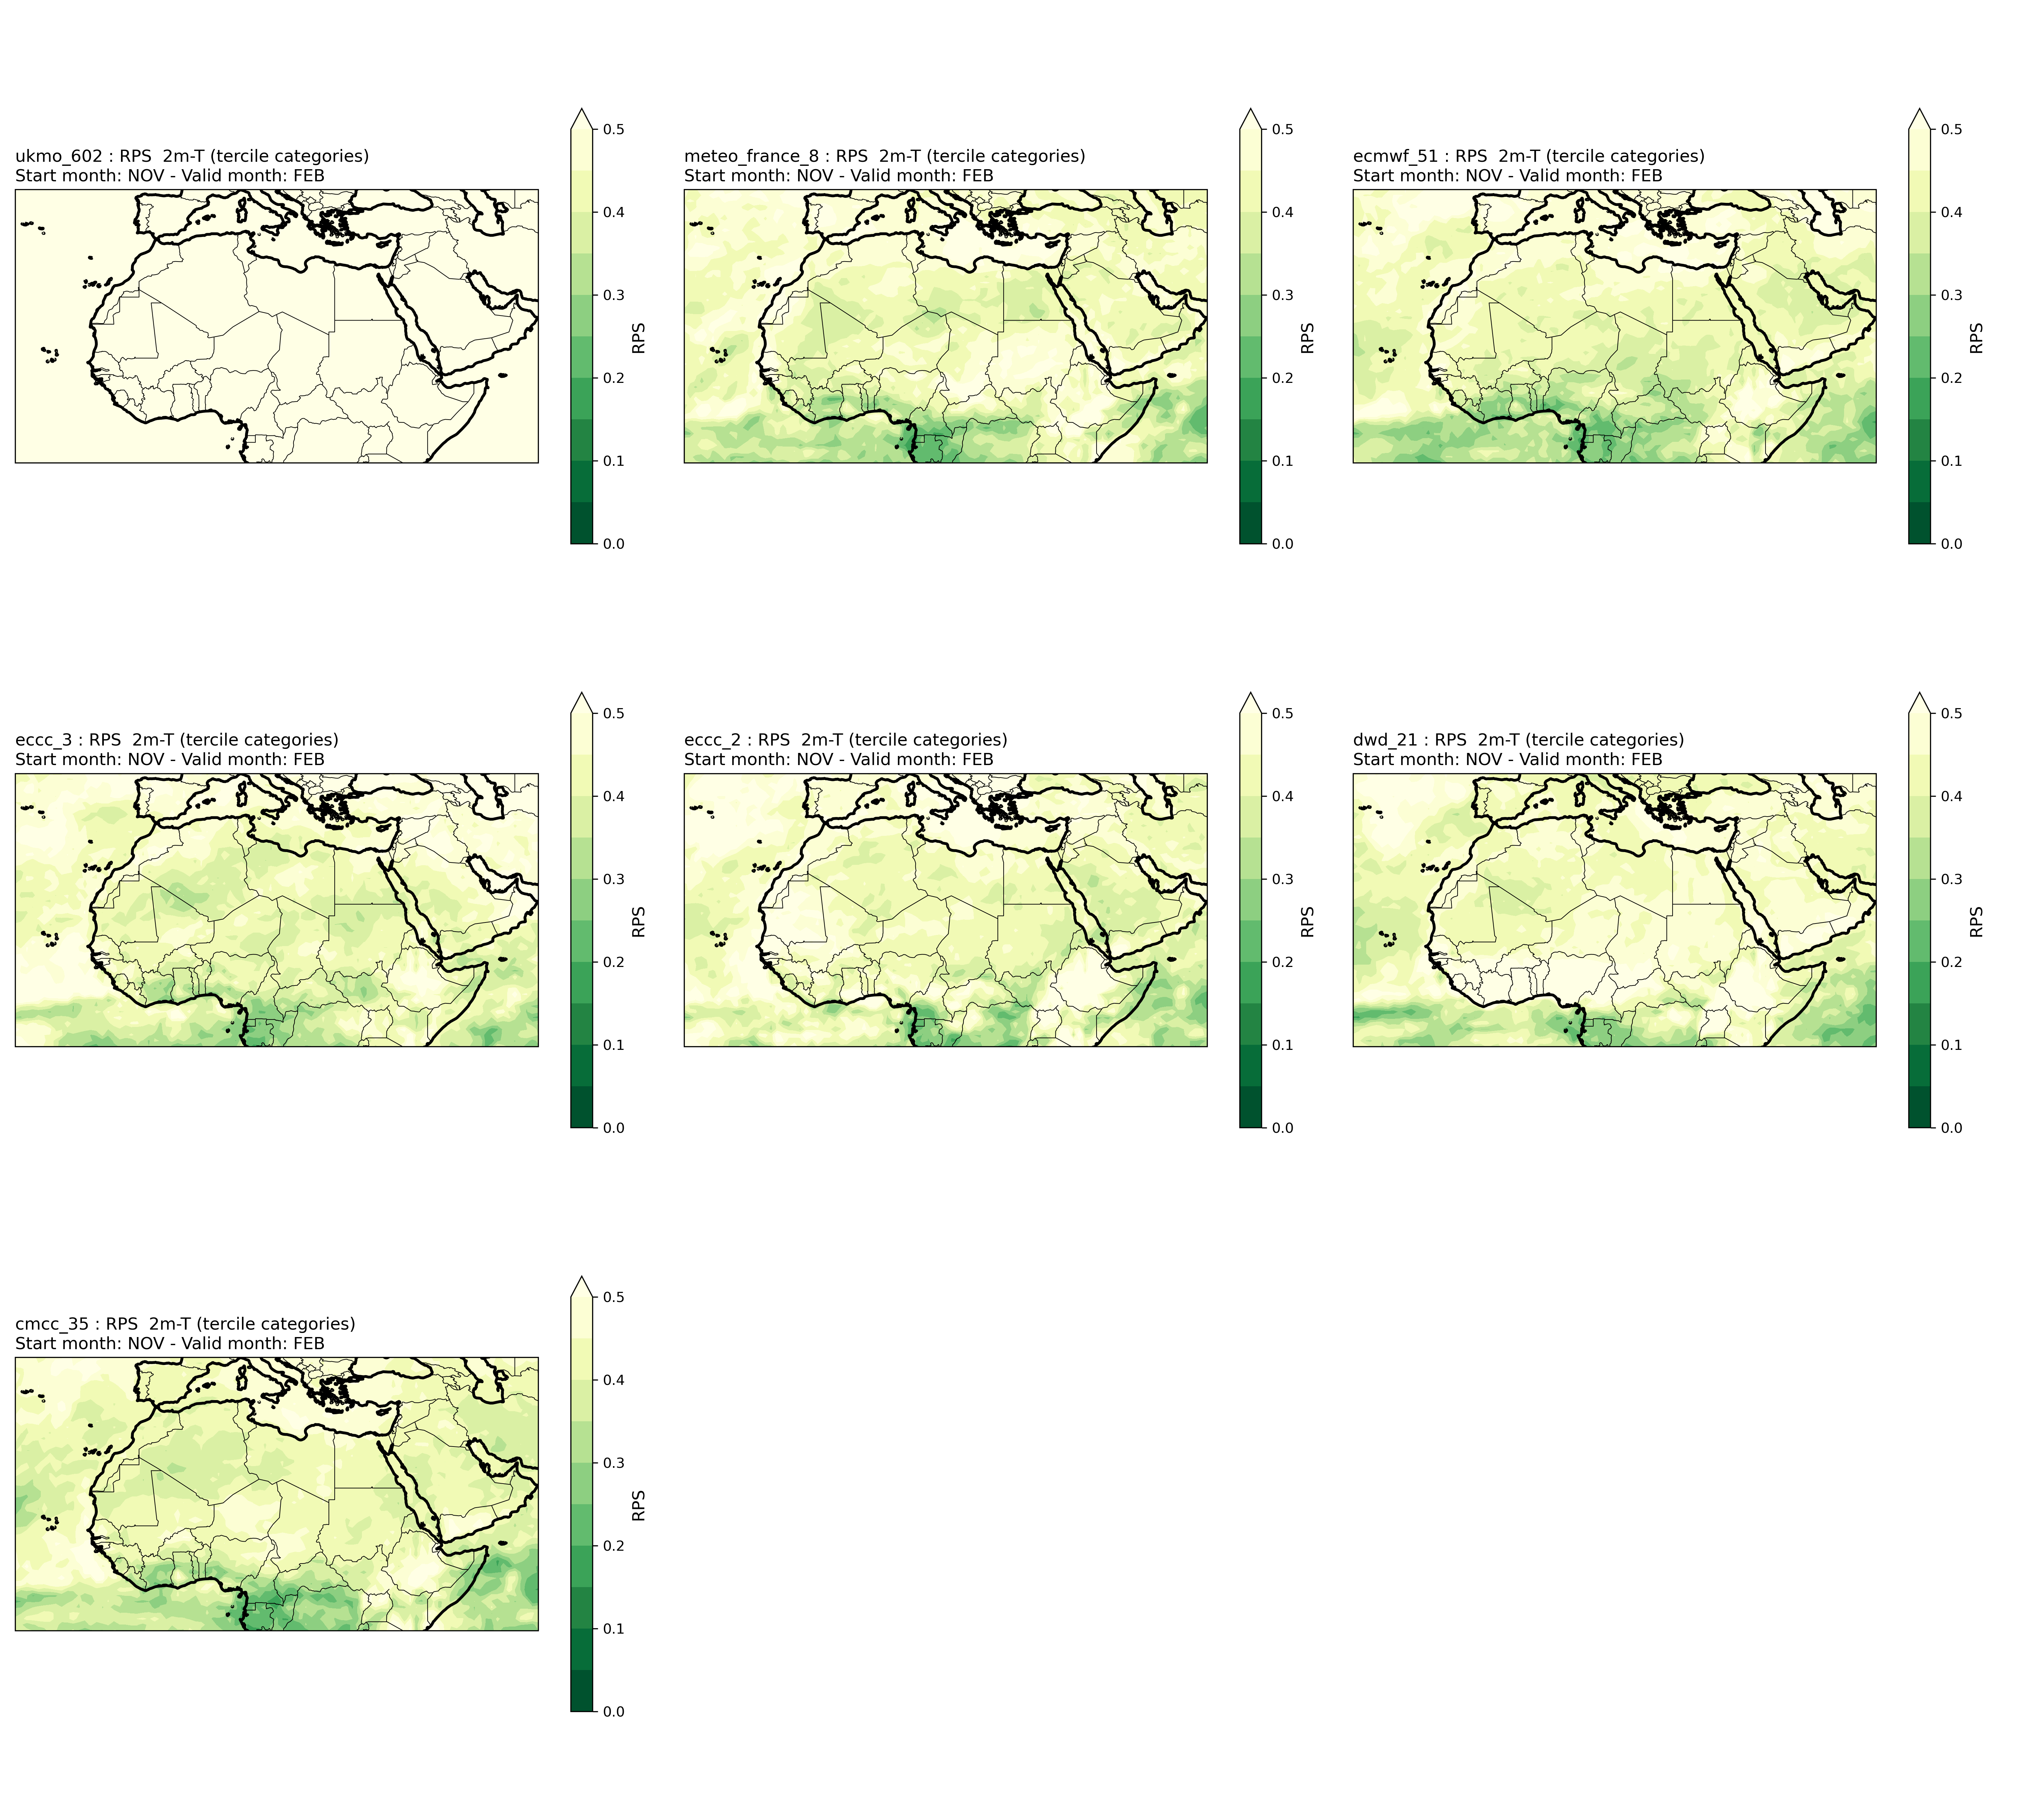 ukmo_602 : RPS  2m-T (tercile categories)
Start month: NOV - Valid month: FEB
0.5
0.4
0.3
0.2
0.1
0.0
RPS
meteo_france_8 : RPS  2m-T (tercile categories)
Start month: NOV - Valid month: FEB
0.5
0.4
0.3
0.2
0.1
0.0
RPS
ecmwf_51 : RPS  2m-T (tercile categories)
Start month: NOV - Valid month: FEB
0.5
0.4
0.3
0.2
0.1
0.0
RPS
eccc_3 : RPS  2m-T (tercile categories)
Start month: NOV - Valid month: FEB
0.5
0.4
0.3
0.2
0.1
0.0
RPS
eccc_2 : RPS  2m-T (tercile categories)
Start month: NOV - Valid month: FEB
0.5
0.4
0.3
0.2
0.1
0.0
RPS
dwd_21 : RPS  2m-T (tercile categories)
Start month: NOV - Valid month: FEB
0.5
0.4
0.3
0.2
0.1
0.0
RPS
cmcc_35 : RPS  2m-T (tercile categories)
Start month: NOV - Valid month: FEB
0.5
0.4
0.3
0.2
0.1
0.0
RPS